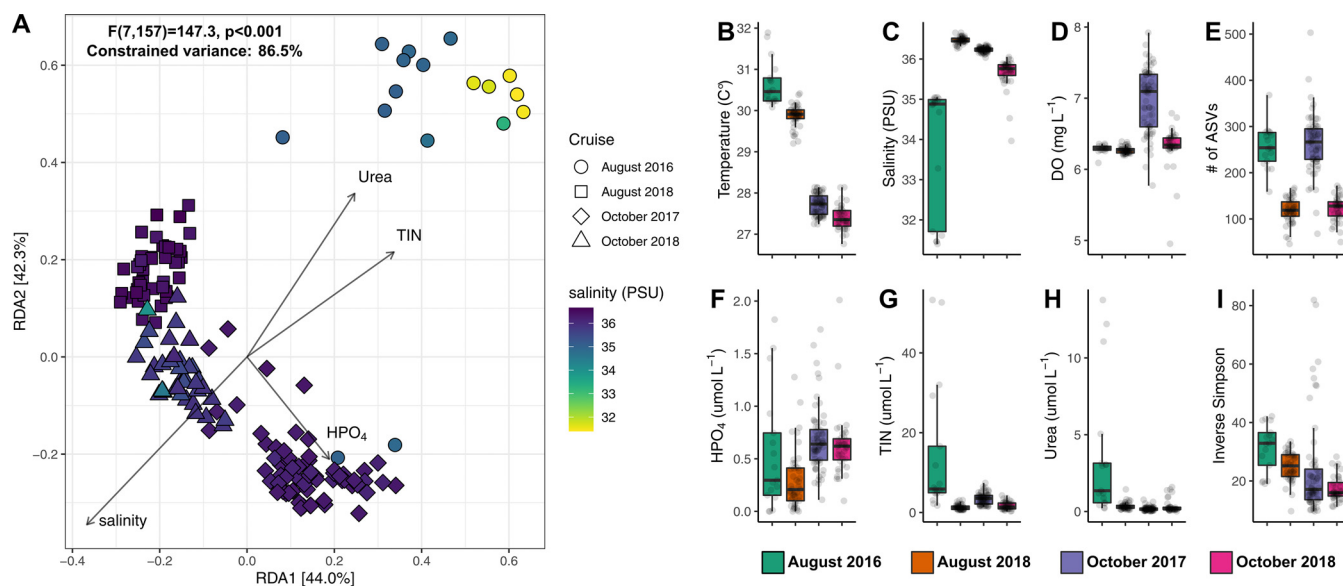 A
F(7,157)=147.3, p<0.001
Constrained variance: 86.5%
RDA2 [42.3%]
0.6
0.4
0.2
0.0
−0.2
−0.4
Urea
TIN
HPO4
salinity
−0.4 −0.2 0.0 0.2 0.4 0.6
RDA1 [44.0%]
Cruise
August 2016
August 2018
October 2017
October 2018
salinity (PSU)
36
35
34
33
32
B
Temperature (C°)
32
31
30
29
28
27
C
Salinity (PSU)
36
35
34
33
32
D
DO (mg L−1)
8
7
6
5
E
# of ASVs
500
400
300
200
100
F
HPO4 (umol L−1)
2.0
1.5
1.0
0.5
0.0
G
TIN (umol L−1)
40
20
0
H
Urea (umol L−1)
10
5
0
I
Inverse Simpson
80
60
40
20
August 2016 August 2018 October 2017 October 2018